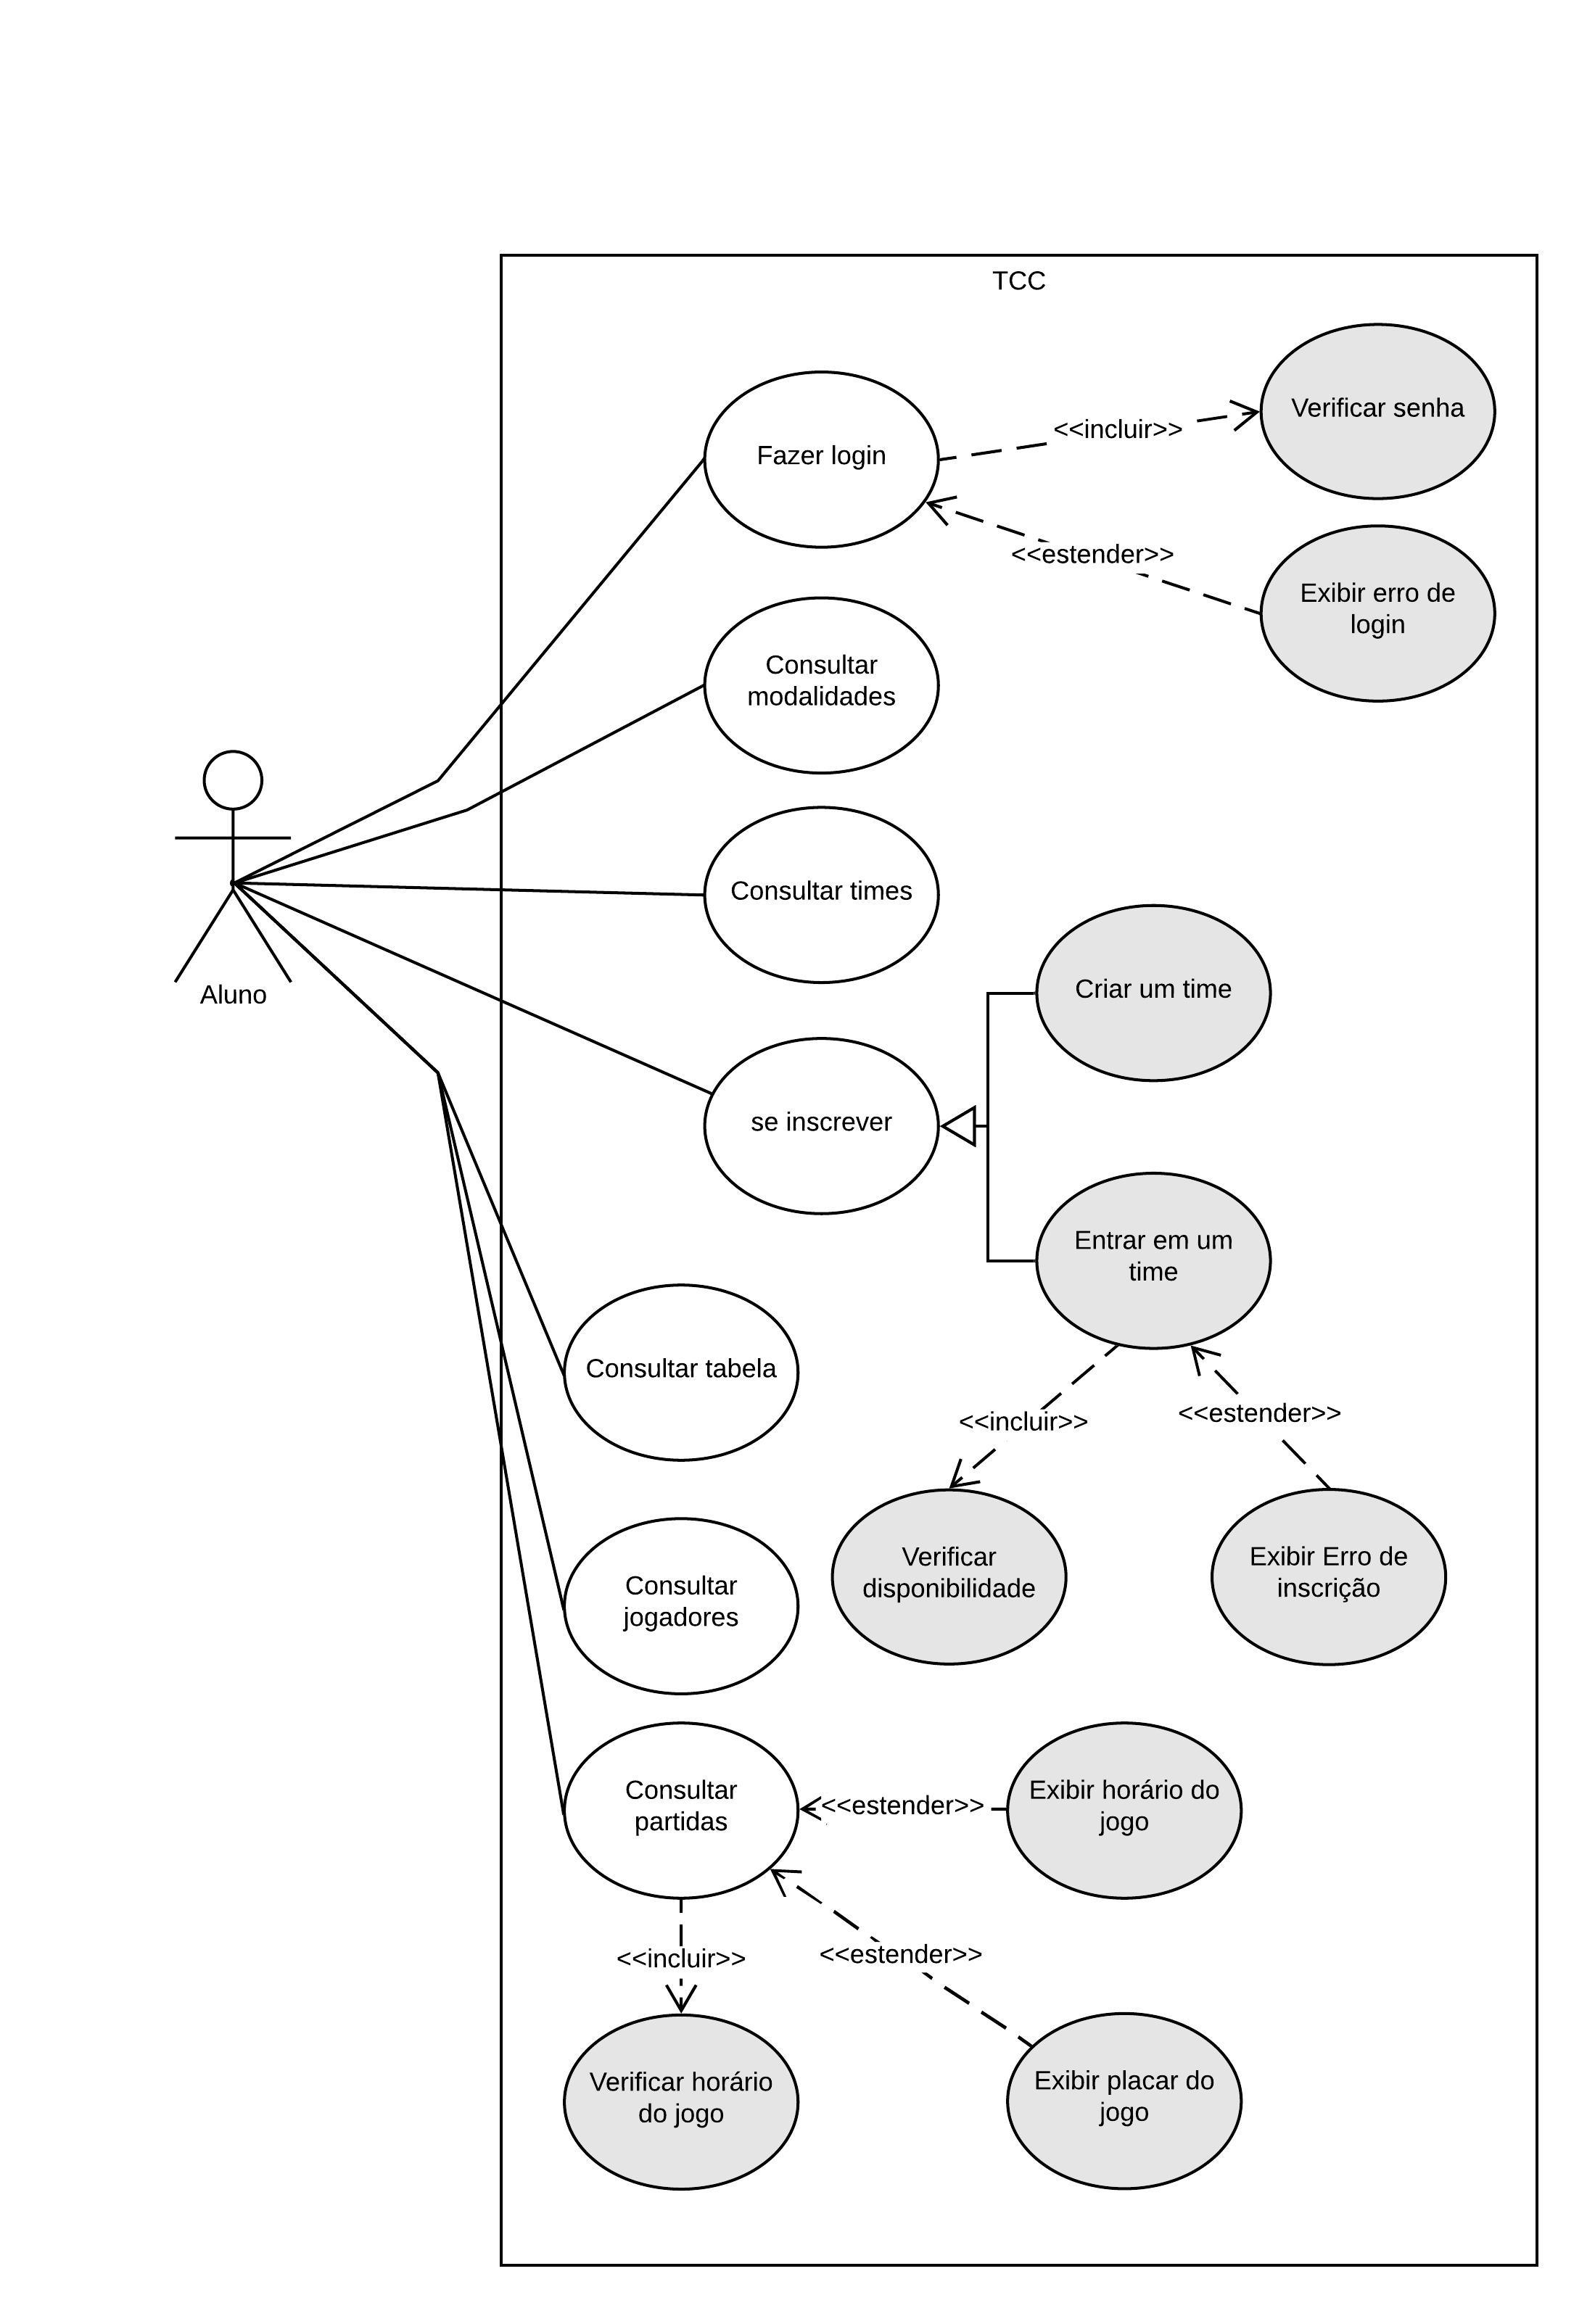 TCC
Verificar senha
<<incluir>>
Fazer login
<<estender>>
Exibir erro de
login
Consultar
modalidades
Consultar times
Aluno
Criar um time
se inscrever
Entrar em um
time
Consultar tabela
<<incluir>>
<<estender>>
Verificar
disponibilidade
Exibir Erro de
inscrição
Consultar
jogadores
Consultar
partidas
<<estender>>
Exibir horário do
jogo
<<incluir>>
<<estender>>
Verificar horário
do jogo
Exibir placar do
jogo